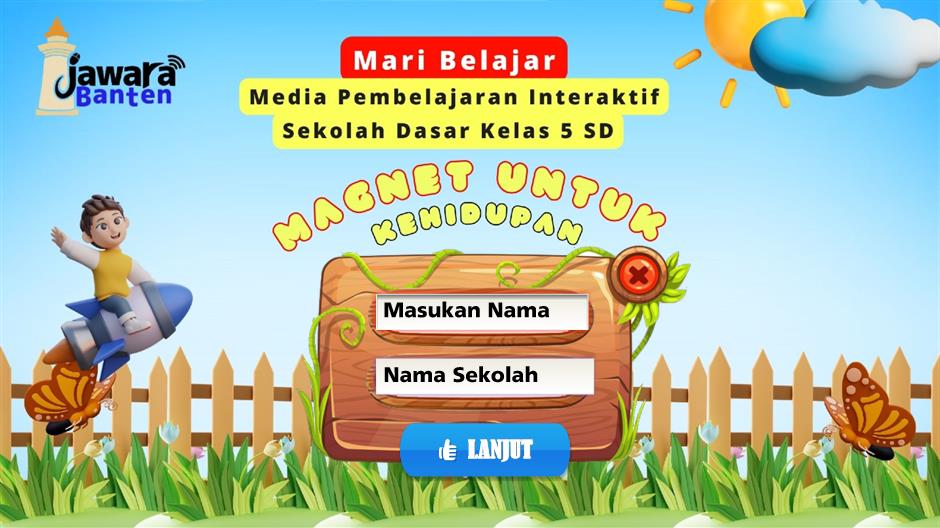 Jawara
Banten
Mari Belajar
Media Pembelajaran Interaktif
Sekolah Dasar Kelas 5 SD
MAGNET UNTUK
KEHIDUPAN
Masukan Nama
Nama Sekolah
LANJUT